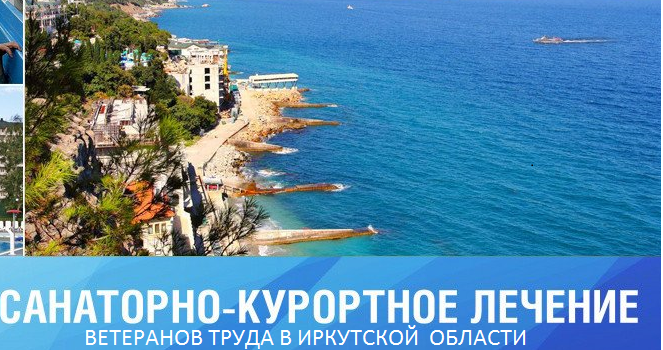 САНАТОРНО-КУРОРТНОЕ ЛЕЧЕНИЕ
ВЕТЕРАНОВ ТРУДА В ИРКУТСКОЙ ОБЛАСТИ